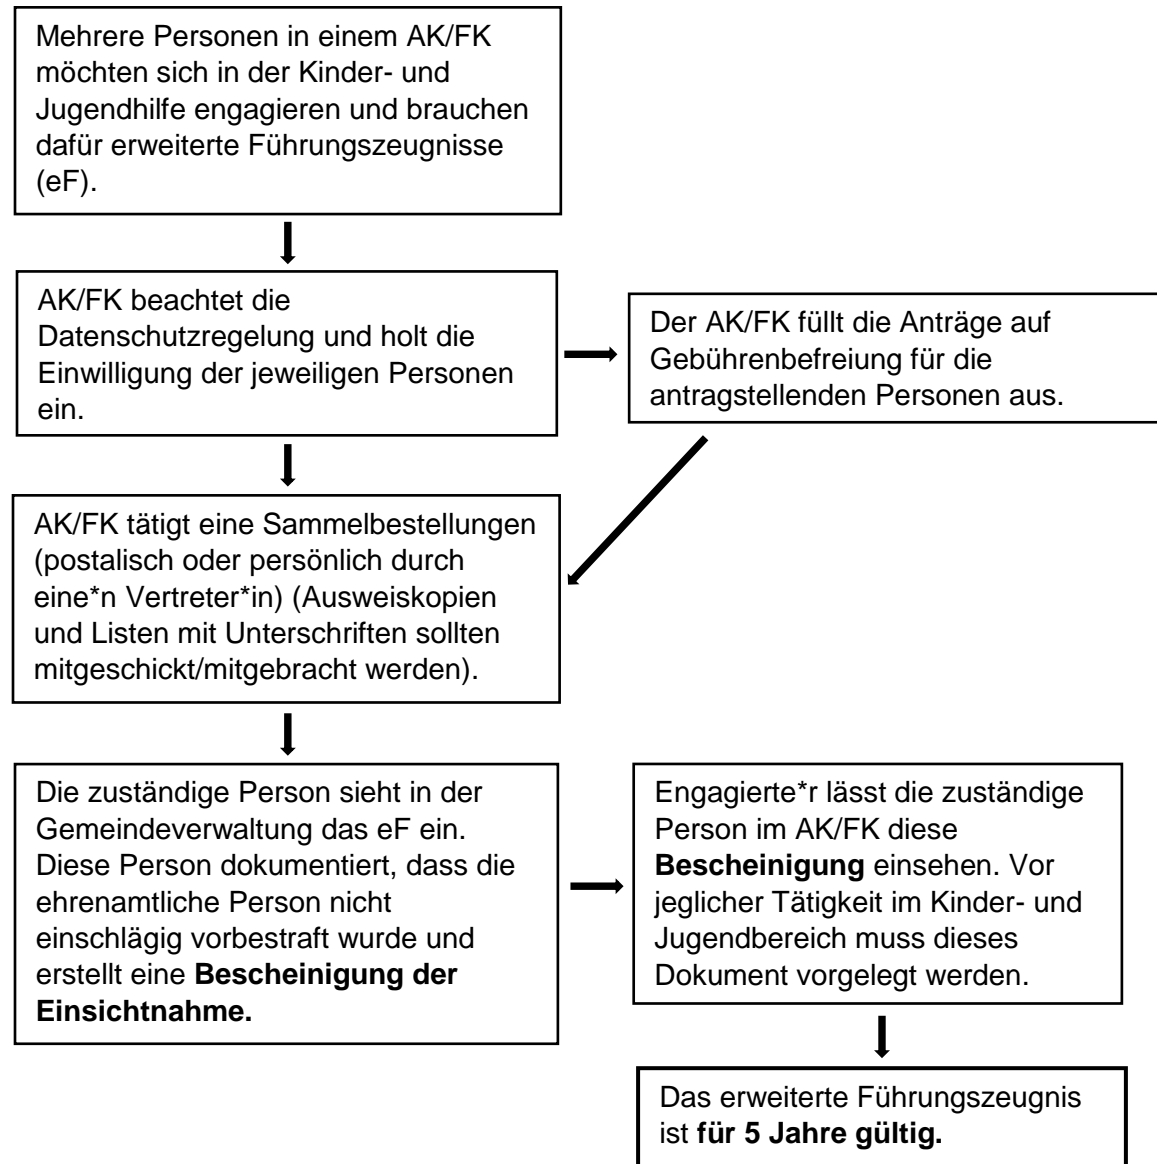 Mehrere Personen in einem AK/FK
möchten sich in der Kinder- und
Jugendhilfe engagieren und brauchen
dafür erweiterte Führungszeugnisse
(eF).
AK/FK beachtet die
Datenschutzregelung und holt die
Einwilligung der jeweiligen Personen
ein.
Der AK/FK füllt die Anträge auf
Gebührenbefreiung für die
antragstellenden Personen aus.
AK/FK tätigt eine Sammelbestellungen
(postalisch oder persönlich durch
eine*n Vertreter*in) (Ausweiskopien
und Listen mit Unterschriften sollten
mitgeschickt/mitgebracht werden).
Die zuständige Person sieht in der
Gemeindeverwaltung das eF ein.
Diese Person dokumentiert, dass die
ehrenamtliche Person nicht
einschlägig vorbestraft wurde und
erstellt eine Bescheinigung der
Einsichtnahme.
Engagierte*r lässt die zuständige
Person im AK/FK diese
Bescheinigung einsehen. Vor
jeglicher Tätigkeit im Kinder- und
Jugendbereich muss dieses
Dokument vorgelegt werden.
Das erweiterte Führungszeugnis
ist für 5 Jahre gültig.